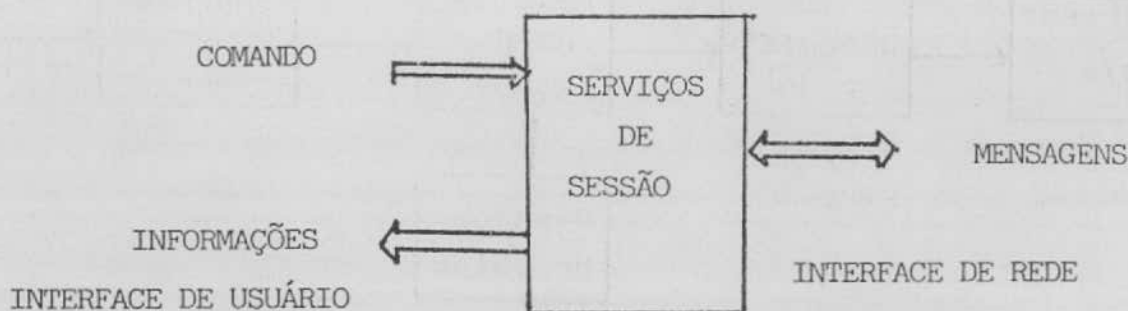 COMANDO
SERVIÇOS
DE
SESSÃO
MENSAGENS
INFORMAÇÕES
INTERFACE DE USUÁRIO
INTERFACE DE REDE